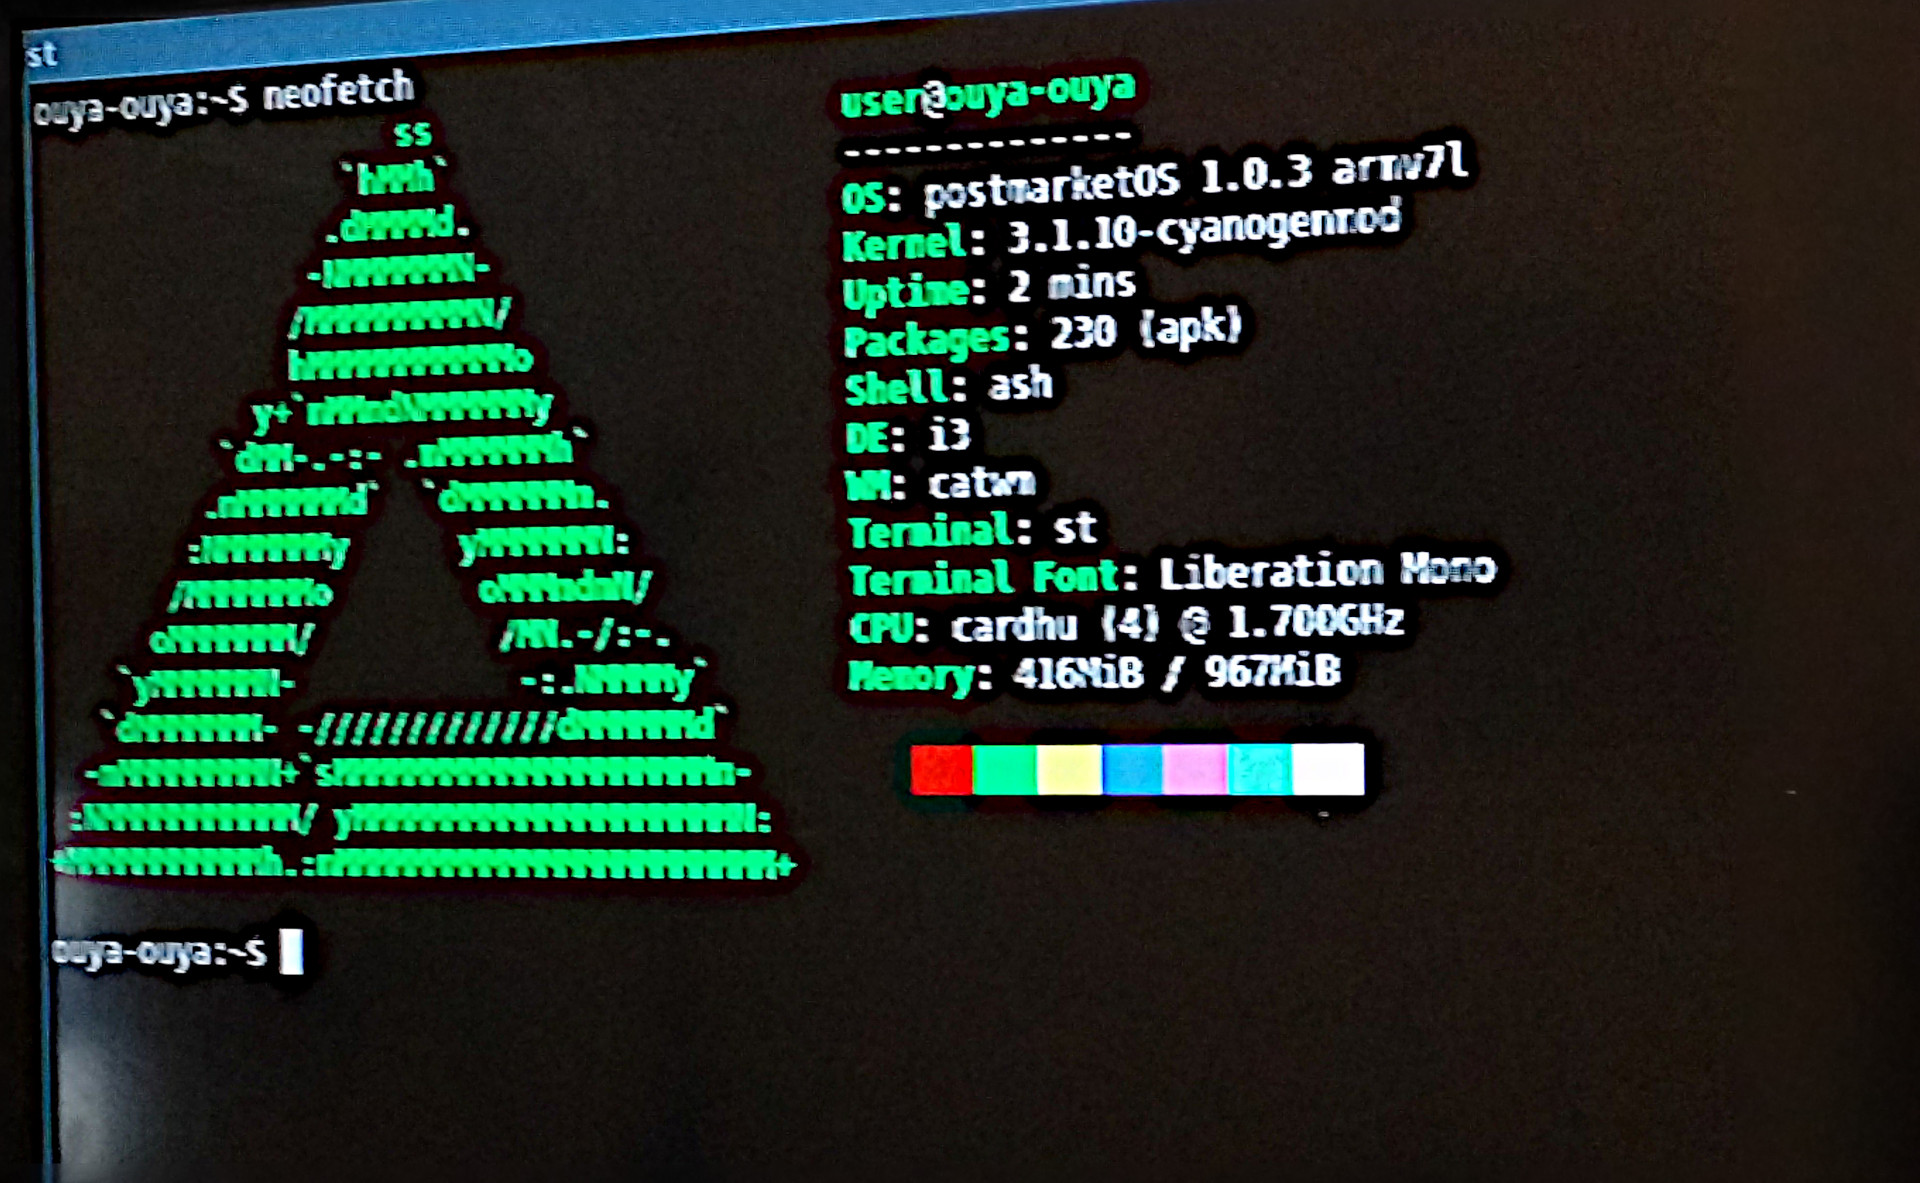 st
ouya-ouya:~$ neofetch
user@ouya-ouya
--------------
OS: postmarketOS 1.0.3 armv7l
Kernel: 3.1.10-cyanogenmod
Uptime: 2 mins
Packages: 230 (apk)
Shell: ash
DE: i3
WM: catwm
Terminal: st
Terminal Font: Liberation Mono
CPU: cardhu (4) @ 1.700GHz
Memory: 416MiB / 967MiB
ouya-ouya:~$